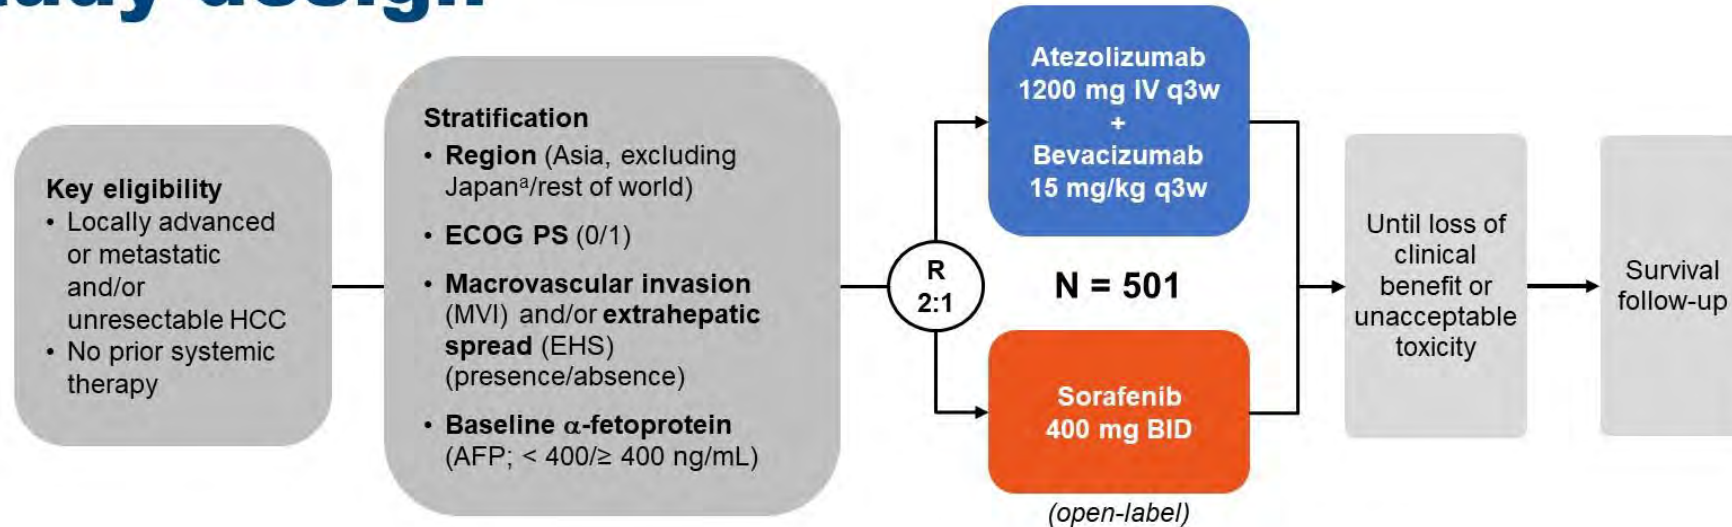 design
Key eligibility
• Locally advanced
or metastatic
and/or
unresectable HCC
• No prior systemic
therapy
Stratification
• Region (Asia, excluding
Japanᵃ/rest of world)
• ECOG PS (0/1)
• Macrovascular invasion
(MVI) and/or extrahepatic
spread (EHS)
(presence/absence)
• Baseline α-fetoprotein
(AFP; < 400/≥ 400 ng/mL)
R
2:1
Atezolizumab
1200 mg IV q3w
+
Bevacizumab
15 mg/kg q3w
N = 501
Sorafenib
400 mg BID
(open-label)
Until loss of
clinical
benefit or
unacceptable
toxicity
Survival
follow-up